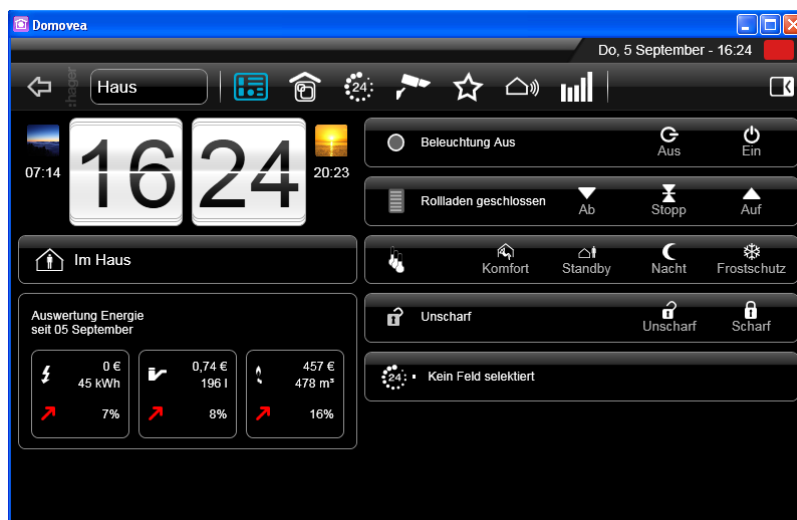 Domovea
Do, 5 September - 16:24
:hager
Haus
24
07:14
16 24
20:23
Beleuchtung Aus
Aus
Ein
Rollladen geschlossen
Ab
Stopp
Auf
Im Haus
Komfort
Standby
Nacht
Frostschutz
Auswertung Energie
seit 05 September
0 €
45 kWh
7%
0,74 €
196 l
8%
457 €
478 m³
16%
Unscharf
Unscharf
Scharf
24
Kein Feld selektiert